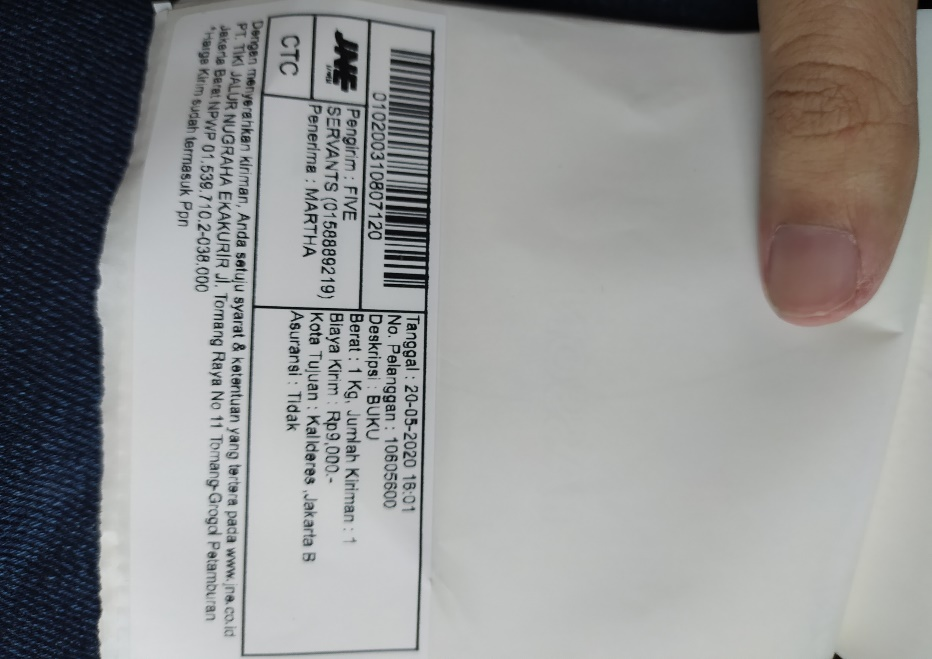 010200310807120
JNE
EXPRESS
Pengirim : FIVE
SERVANTS (0158889219)
CTC
Penerima : MARTHA
Tanggal : 20-05-2020 16:01
No. Pelanggan : 10605600
Deskripsi : BUKU
Berat : 1 Kg, Jumlah Kiriman : 1
Biaya Kirim : Rp9,000.-
Kota Tujuan : Kalideres ,Jakarta B
Asuransi : Tidak
Dengan menyerahkan kiriman, Anda setuju syarat & ketentuan yang tertera pada www.jne.co.id
PT. TIKI JALUR NUGRAHA EKAKURIR Jl. Tomang Raya No 11 Tomang-Grogol Petamburan
Jakarta Barat NPWP 01.539.710.2-038.000
*Harga Kirim sudah termasuk Ppn